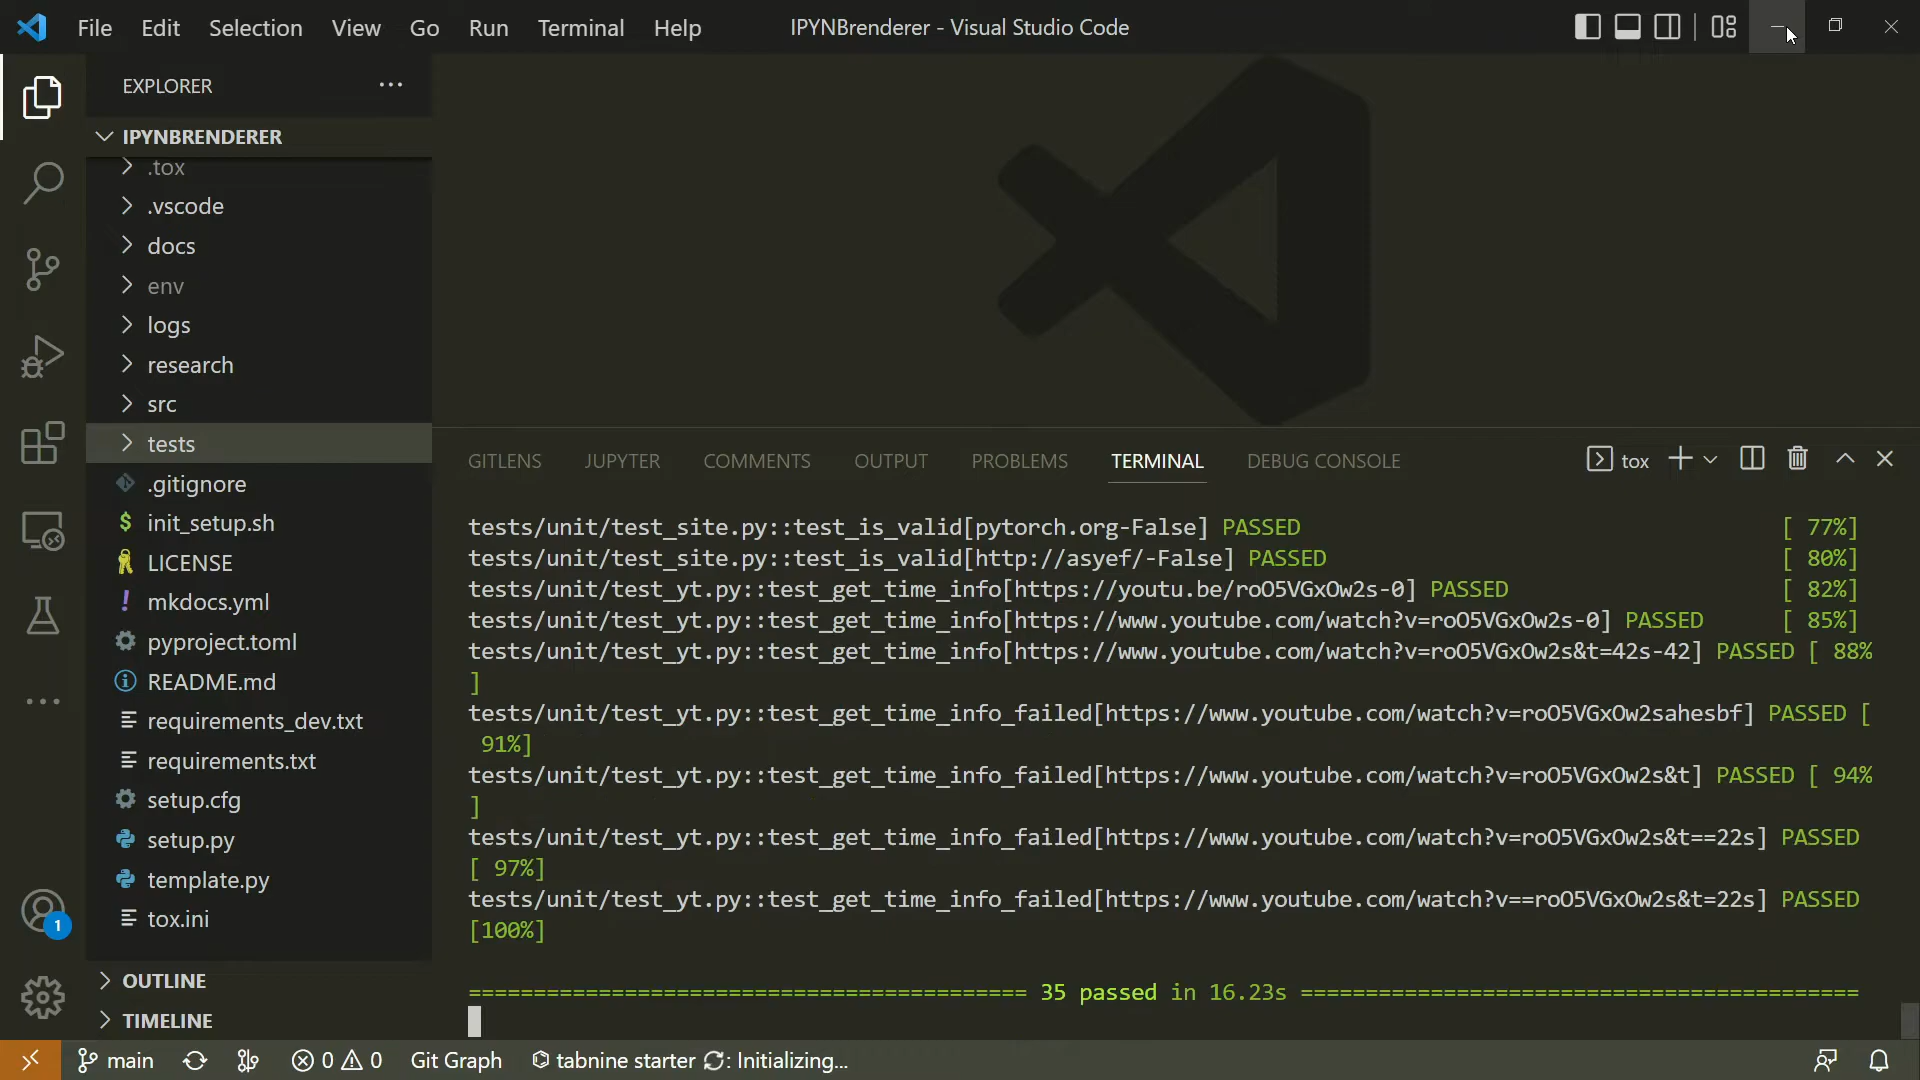 File Edit Selection View Go Run Terminal Help IPYNBrenderer - Visual Studio Code
EXPLORER
IPYNBRENDERER
.tox
.vscode
docs
env
logs
research
src
tests
.gitignore
init_setup.sh
LICENSE
mkdocs.yml
pyproject.toml
README.md
requirements_dev.txt
requirements.txt
setup.cfg
setup.py
template.py
tox.ini
OUTLINE
TIMELINE
1
GITLENS JUPYTER COMMENTS OUTPUT PROBLEMS TERMINAL DEBUG CONSOLE tox
tests/unit/test_site.py::test_is_valid[pytorch.org-False] PASSED [ 77%]
tests/unit/test_site.py::test_is_valid[http://asyef/-False] PASSED [ 80%]
tests/unit/test_yt.py::test_get_time_info[https://youtu.be/roO5VGxOw2s-0] PASSED [ 82%]
tests/unit/test_yt.py::test_get_time_info[https://www.youtube.com/watch?v=roO5VGxOw2s-0] PASSED [ 85%]
tests/unit/test_yt.py::test_get_time_info[https://www.youtube.com/watch?v=roO5VGxOw2s&t=42s-42] PASSED [ 88%
]
tests/unit/test_yt.py::test_get_time_info_failed[https://www.youtube.com/watch?v=roO5VGxOw2sahesbf] PASSED [
91%]
tests/unit/test_yt.py::test_get_time_info_failed[https://www.youtube.com/watch?v=roO5VGxOw2s&t] PASSED [ 94%
]
tests/unit/test_yt.py::test_get_time_info_failed[https://www.youtube.com/watch?v=roO5VGxOw2s&t==22s] PASSED
[ 97%]
tests/unit/test_yt.py::test_get_time_info_failed[https://www.youtube.com/watch?v==roO5VGxOw2s&t=22s] PASSED
[100%]
=========================================== 35 passed in 16.23s ===========================================
main 0 0 Git Graph tabnine starter : Initializing...